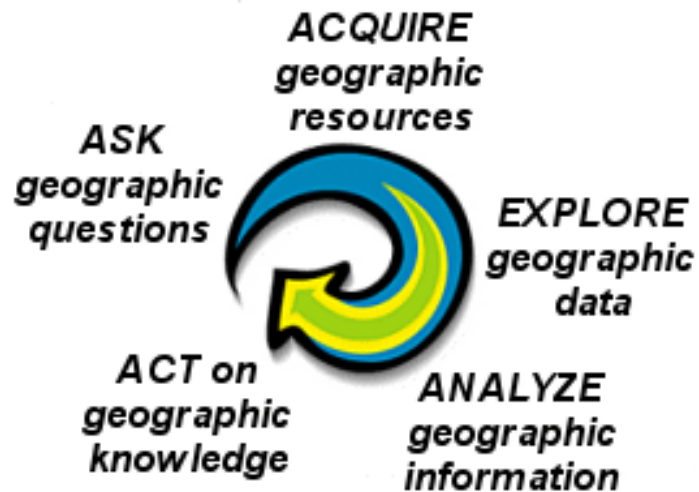 ASK
geographic
questions
ACQUIRE
geographic
resources
EXPLORE
geographic
data
ANALYZE
geographic
information
ACT on
geographic
knowledge